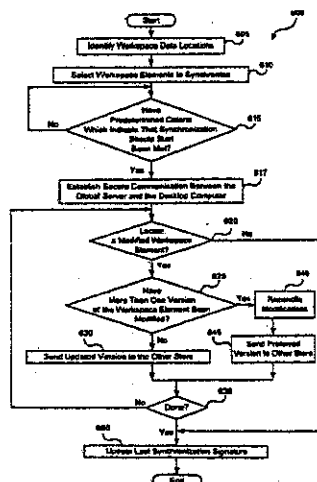 Start
600
605
Identify Workspace Data Locations
610
Select Workspace Elements to Synchronize
Have
Predetermined Criteria
Which Indicate That Synchronization
Should Start
Been Met?
615
No
Yes
617
Establish Secure Communication Between the
Global Server and the Desktop Computer
620
Locate
a Modified Workspace
Element?
No
Yes
625
Have
More Than One Version
of the Workspace Element Been
Modified?
Yes
640
Reconcile
Modifications
No
630
Send Updated Version to the Other Store
645
Send Preferred
Version to Other Store
No
Done?
Yes
Update Last Synchronization Signature
End